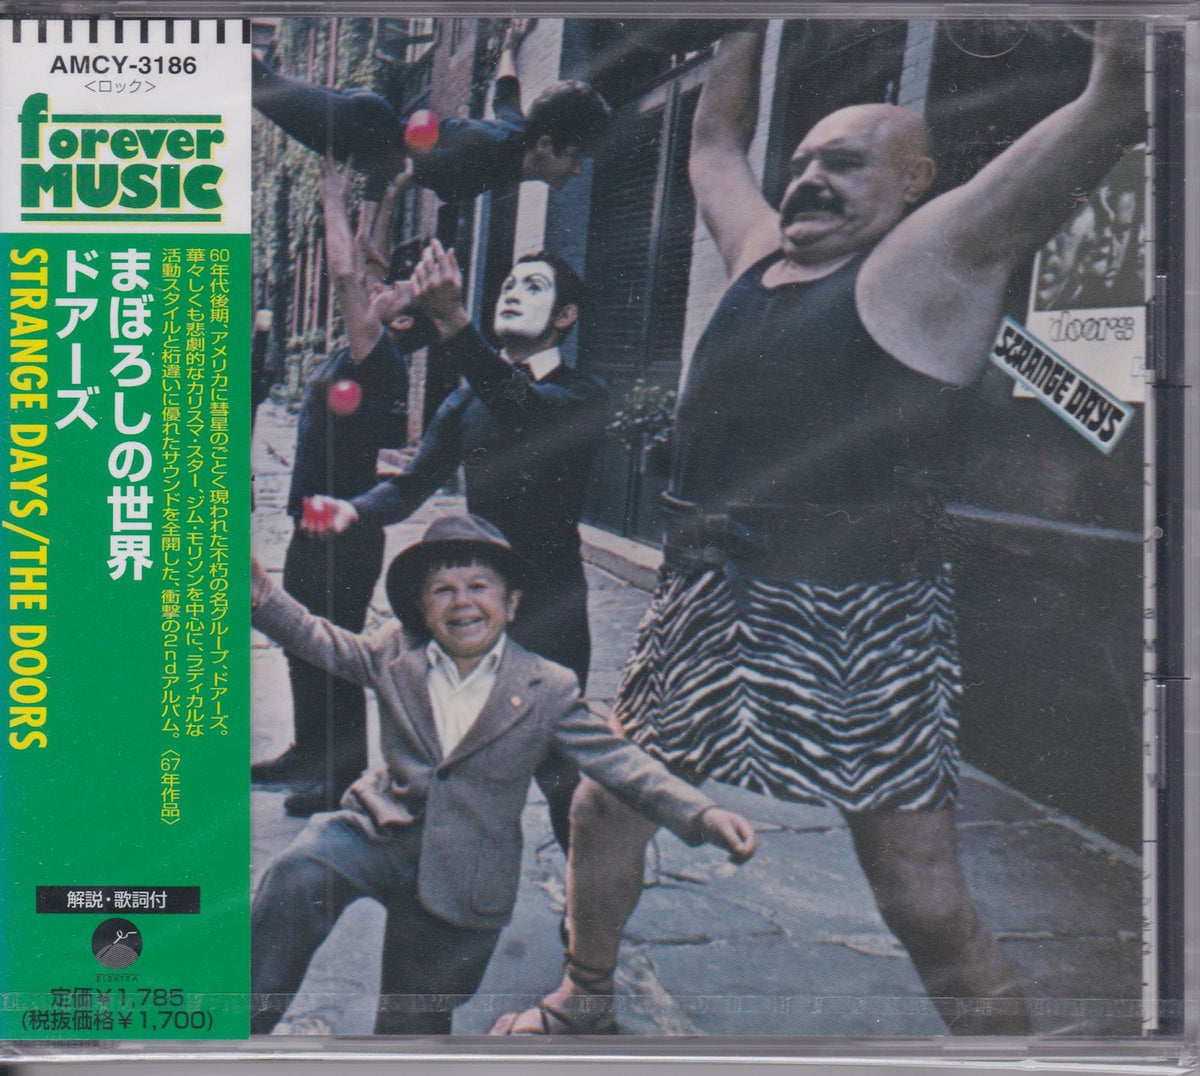 AMCY-3186
<ロック>
forever
MUSIC
60年代後期、アメリカに彗星のごとく現われた不朽の名グループ、ドアーズ。
華々しくも悲劇的なカリスマ・スター、ジム・モリソンを中心に、ラディカルな
活動スタイルと桁違いに優れたサウンドを全開した、衝撃の2ndアルバム。〈67年作品〉
まぼろしの世界
ドアーズ
STRANGE DAYS/THE DOORS
解説・歌詞付
ELEKTRA
定価¥1,785
(税抜価格¥1,700)
doors
STRANGE DAYS